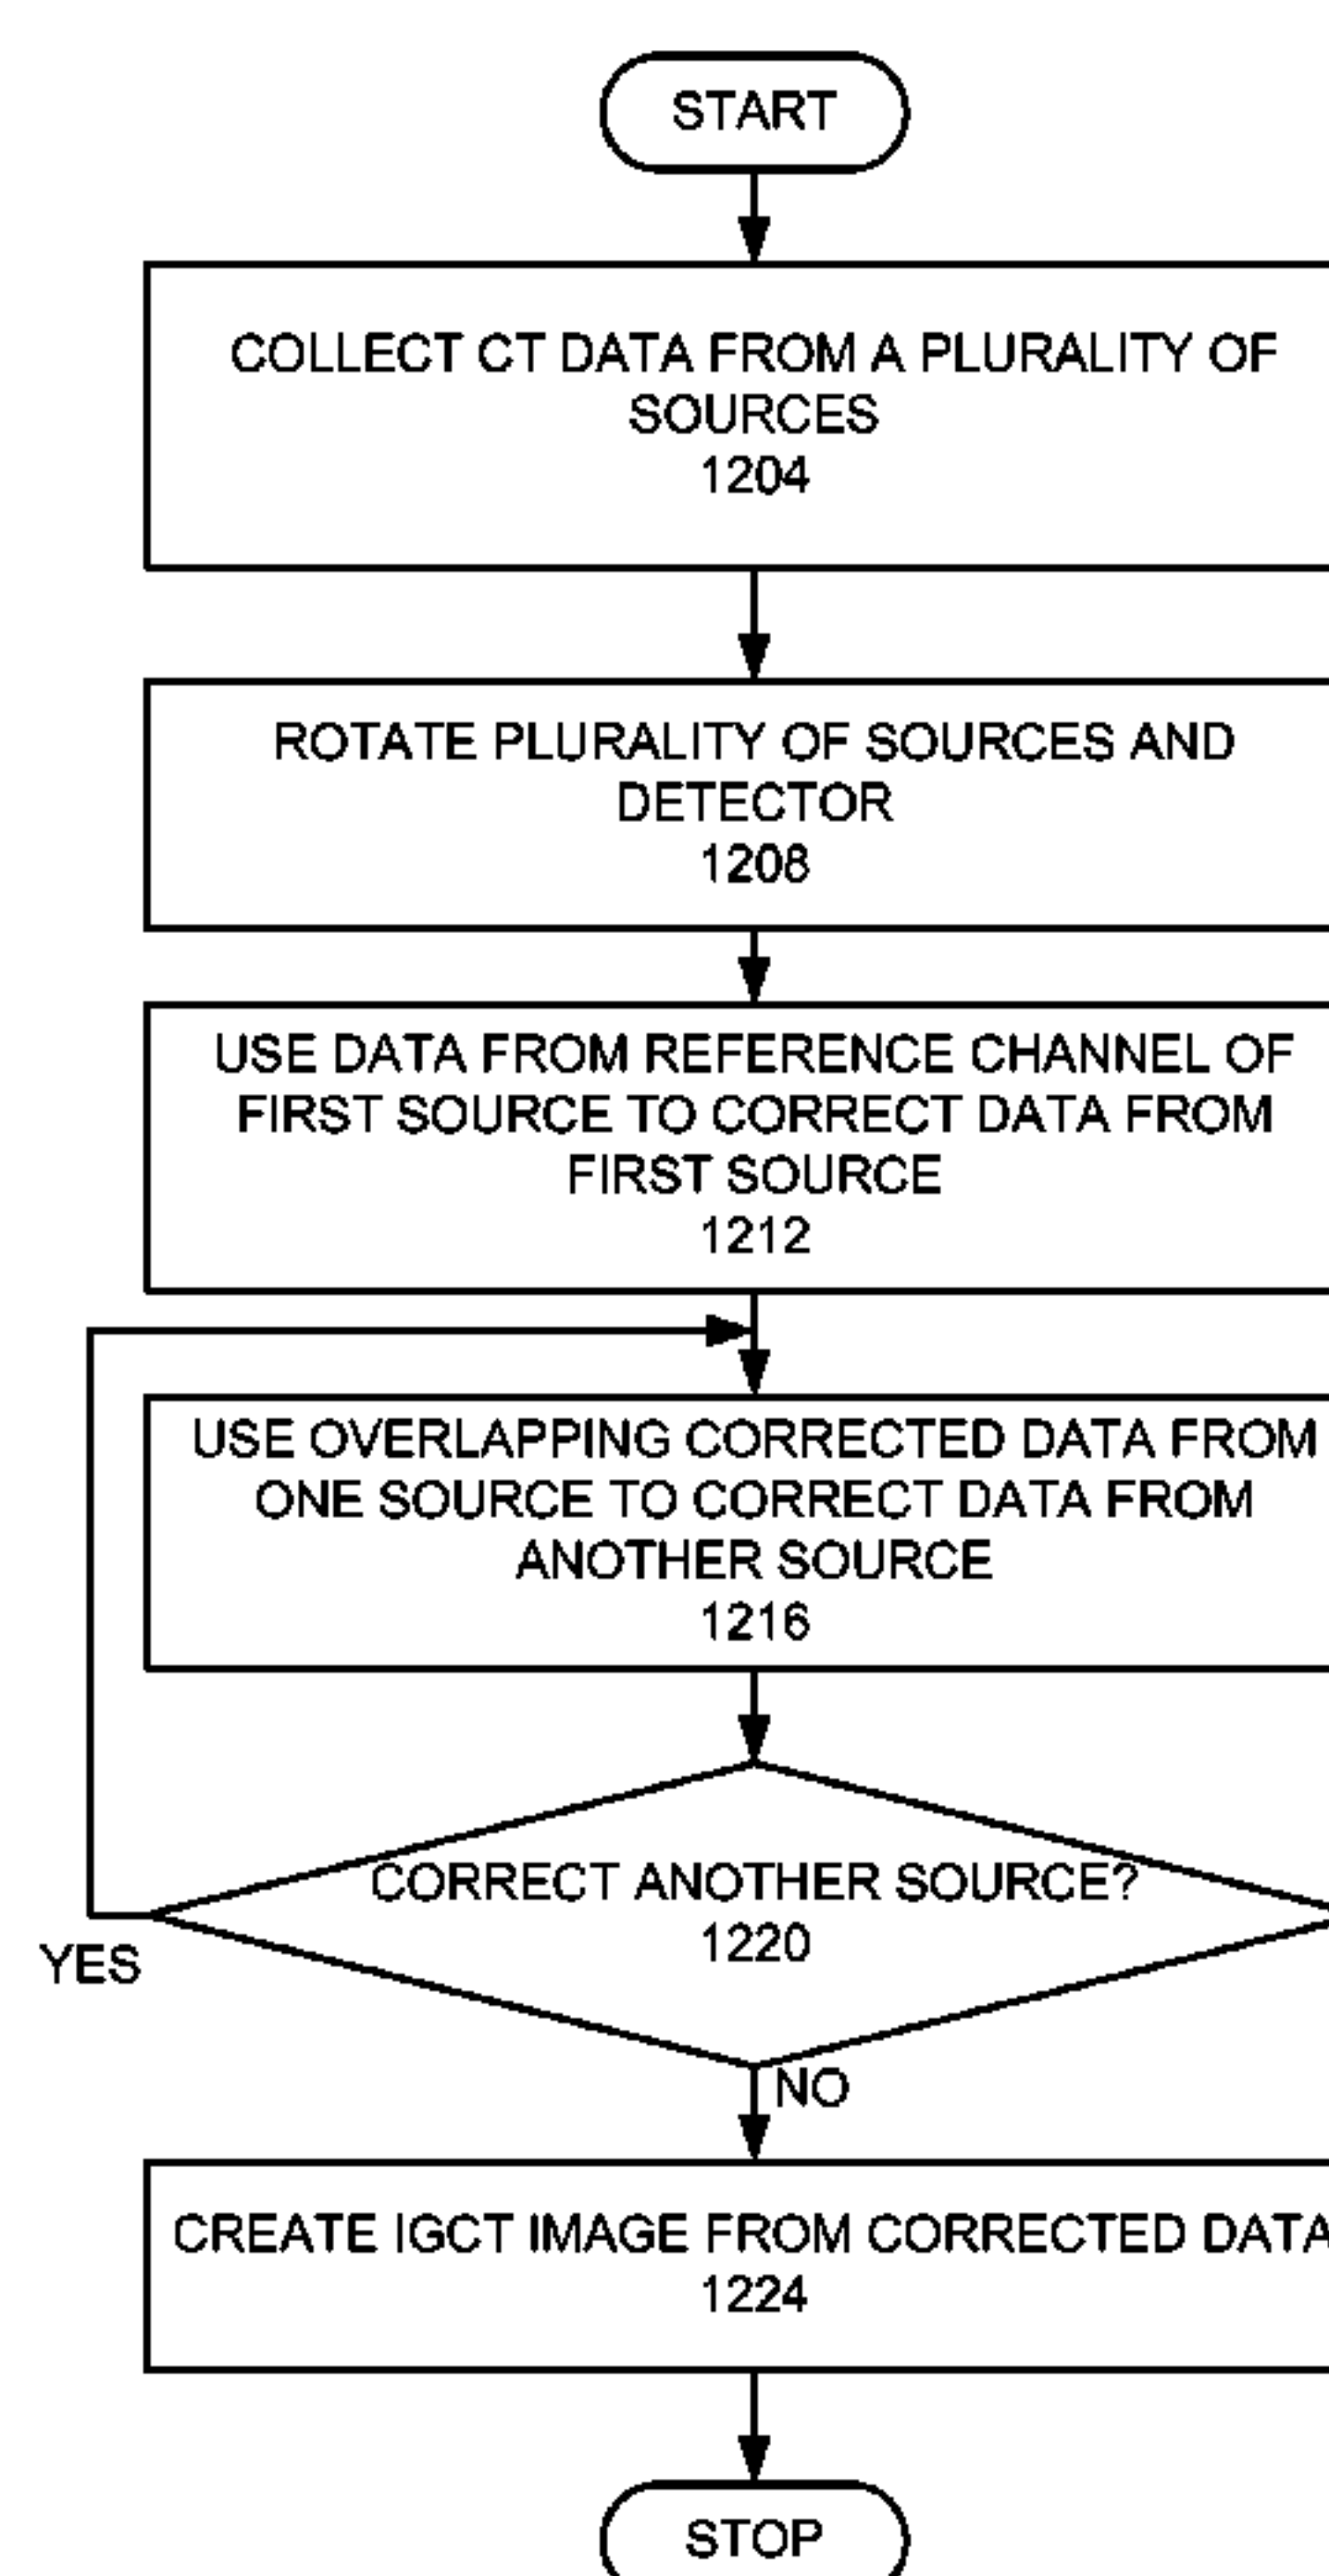 START
COLLECT CT DATA FROM A PLURALITY OF
SOURCES
1204
ROTATE PLURALITY OF SOURCES AND
DETECTOR
1208
USE DATA FROM REFERENCE CHANNEL OF
FIRST SOURCE TO CORRECT DATA FROM
FIRST SOURCE
1212
USE OVERLAPPING CORRECTED DATA FROM
ONE SOURCE TO CORRECT DATA FROM
ANOTHER SOURCE
1216
CORRECT ANOTHER SOURCE?
1220
YES
NO
CREATE IGCT IMAGE FROM CORRECTED DATA
1224
STOP